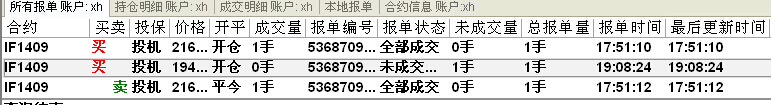 所有报单 账户: xh 持仓明细 账户: xh 成交明细 账户: xh 本地报单 合约信息 账户: xh
合约 买卖 投保 价格 开平 成交量 报单编号 报单状态 未成交量 总报单量 报单时间 最后更新时间
IF1409 买 投机 216... 开仓 1手 5368709... 全部成交 0手 1手 17:51:10 17:51:10
IF1409 买 投机 194... 开仓 0手 5368709... 未成交... 1手 1手 19:08:24 19:08:24
IF1409 卖 投机 216... 平今 1手 5368709... 全部成交 0手 1手 17:51:12 17:51:12